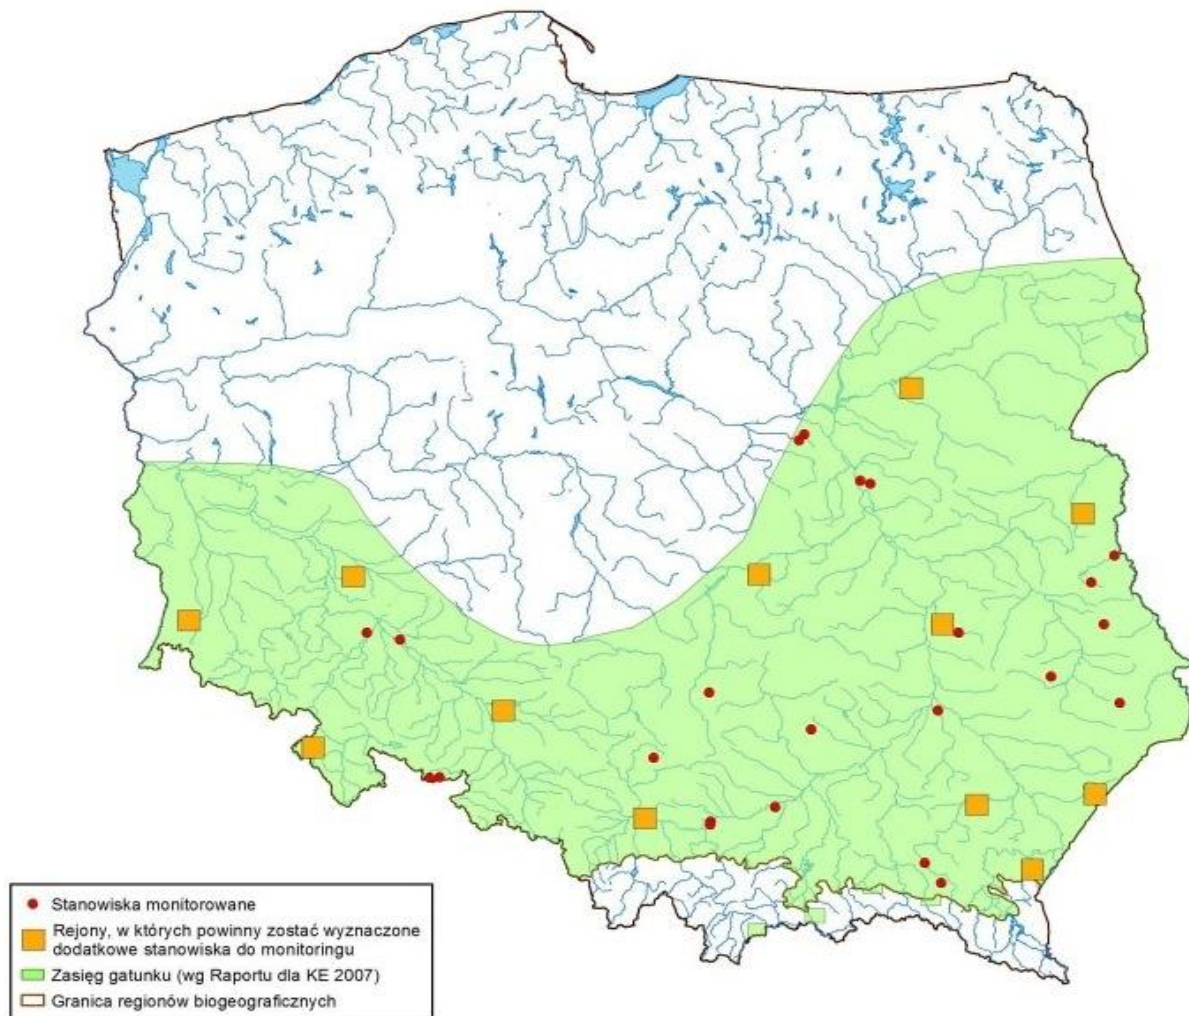 Stanowiska monitorowane
Rejony, w których powinny zostać wyznaczone
dodatkowe stanowiska do monitoringu
Zasięg gatunku (wg Raportu dla KE 2007)
Granica regionów biogeograficznych